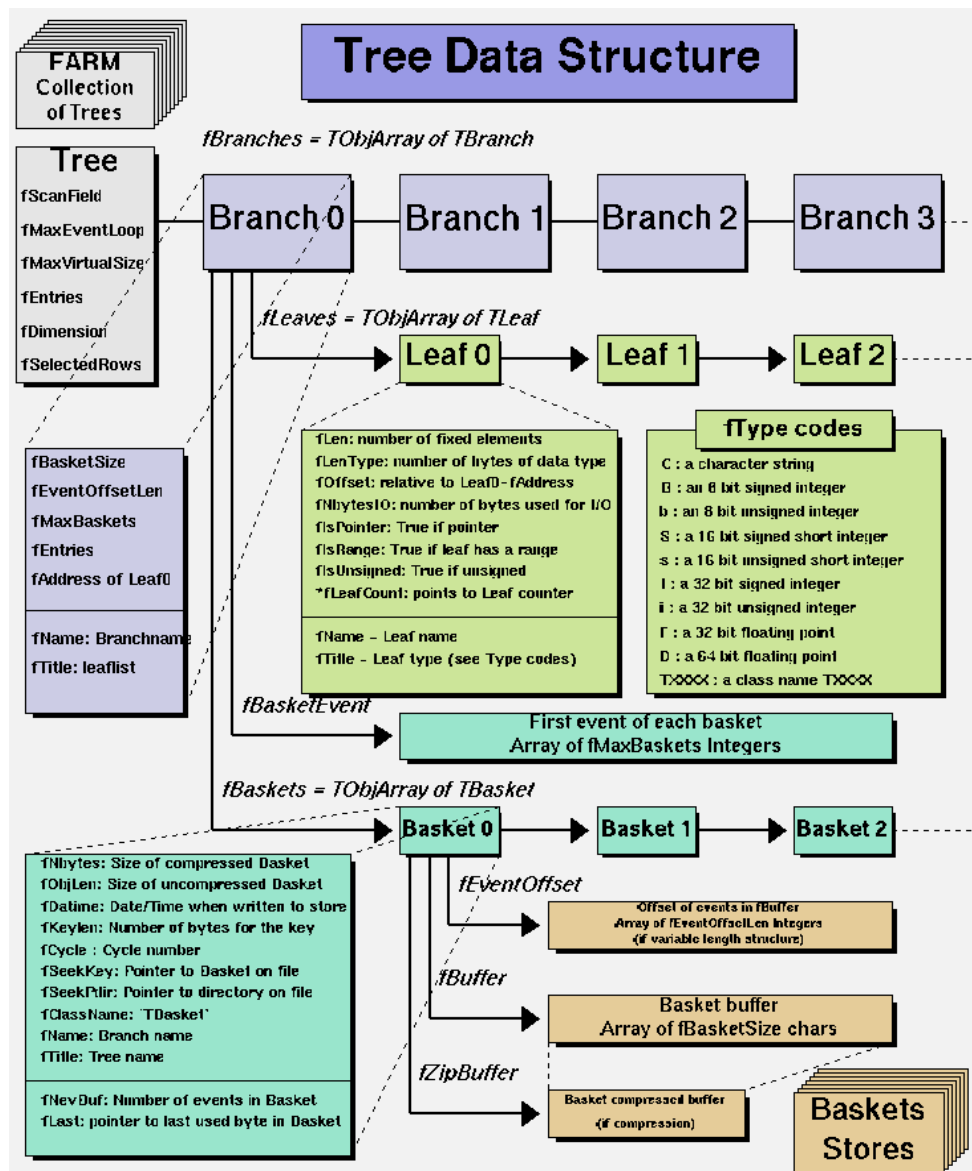 FARM
Collection
of Trees
Tree Data Structure
fBranches = TObjArray of TBranch
Tree
fScanField
fMaxEventLoop
fMaxVirtualSize
fEntries
fDimension
fSelectedRows
Branch 0
Branch 1
Branch 2
Branch 3
fLeaves = TObjArray of TLeaf
Leaf 0
Leaf 1
Leaf 2
fBasketSize
fEventOffsetLen
fMaxBaskets
fEntries
fAddress of Leaf0
fName: Branchname
fTitle: leaflist
fLen: number of fixed elements
fLenType: number of bytes of data type
fOffset: relative to Leaf0-fAddress
fNbytesIO: number of bytes used for I/O
fIsPointer: True if pointer
fIsRange: True if leaf has a range
fIsUnsigned: True if unsigned
*fLeafCount: points to Leaf counter
fName - Leaf name
fTitle - Leaf type (see Type codes)
fType codes
C : a character string
B : an 8 bit signed integer
b : an 8 bit unsigned integer
S : a 16 bit signed short integer
s : a 16 bit unsigned short integer
I : a 32 bit signed integer
i : a 32 bit unsigned integer
F : a 32 bit floating point
D : a 64 bit floating point
TXXXX : a class name TXXXX
fBasketEvent
First event of each basket
Array of fMaxBaskets Integers
fBaskets = TObjArray of TBasket
Basket 0
Basket 1
Basket 2
fNbytes: Size of compressed Basket
fObjLen: Size of uncompressed Basket
fDatime: Date/Time when written to store
fKeylen: Number of bytes for the key
fCycle : Cycle number
fSeekKey: Pointer to Basket on file
fSeekPdir: Pointer to directory on file
fClassName: 'TBasket'
fName: Branch name
fTitle: Tree name
fNevBuf: Number of events in Basket
fLast: pointer to last used byte in Basket
fEventOffset
Offset of events in fBuffer
Array of fEventOffsetLen Integers
(if variable length structure)
fBuffer
Basket buffer
Array of fBasketSize chars
fZipBuffer
Basket compressed buffer
(if compression)
Baskets
Stores